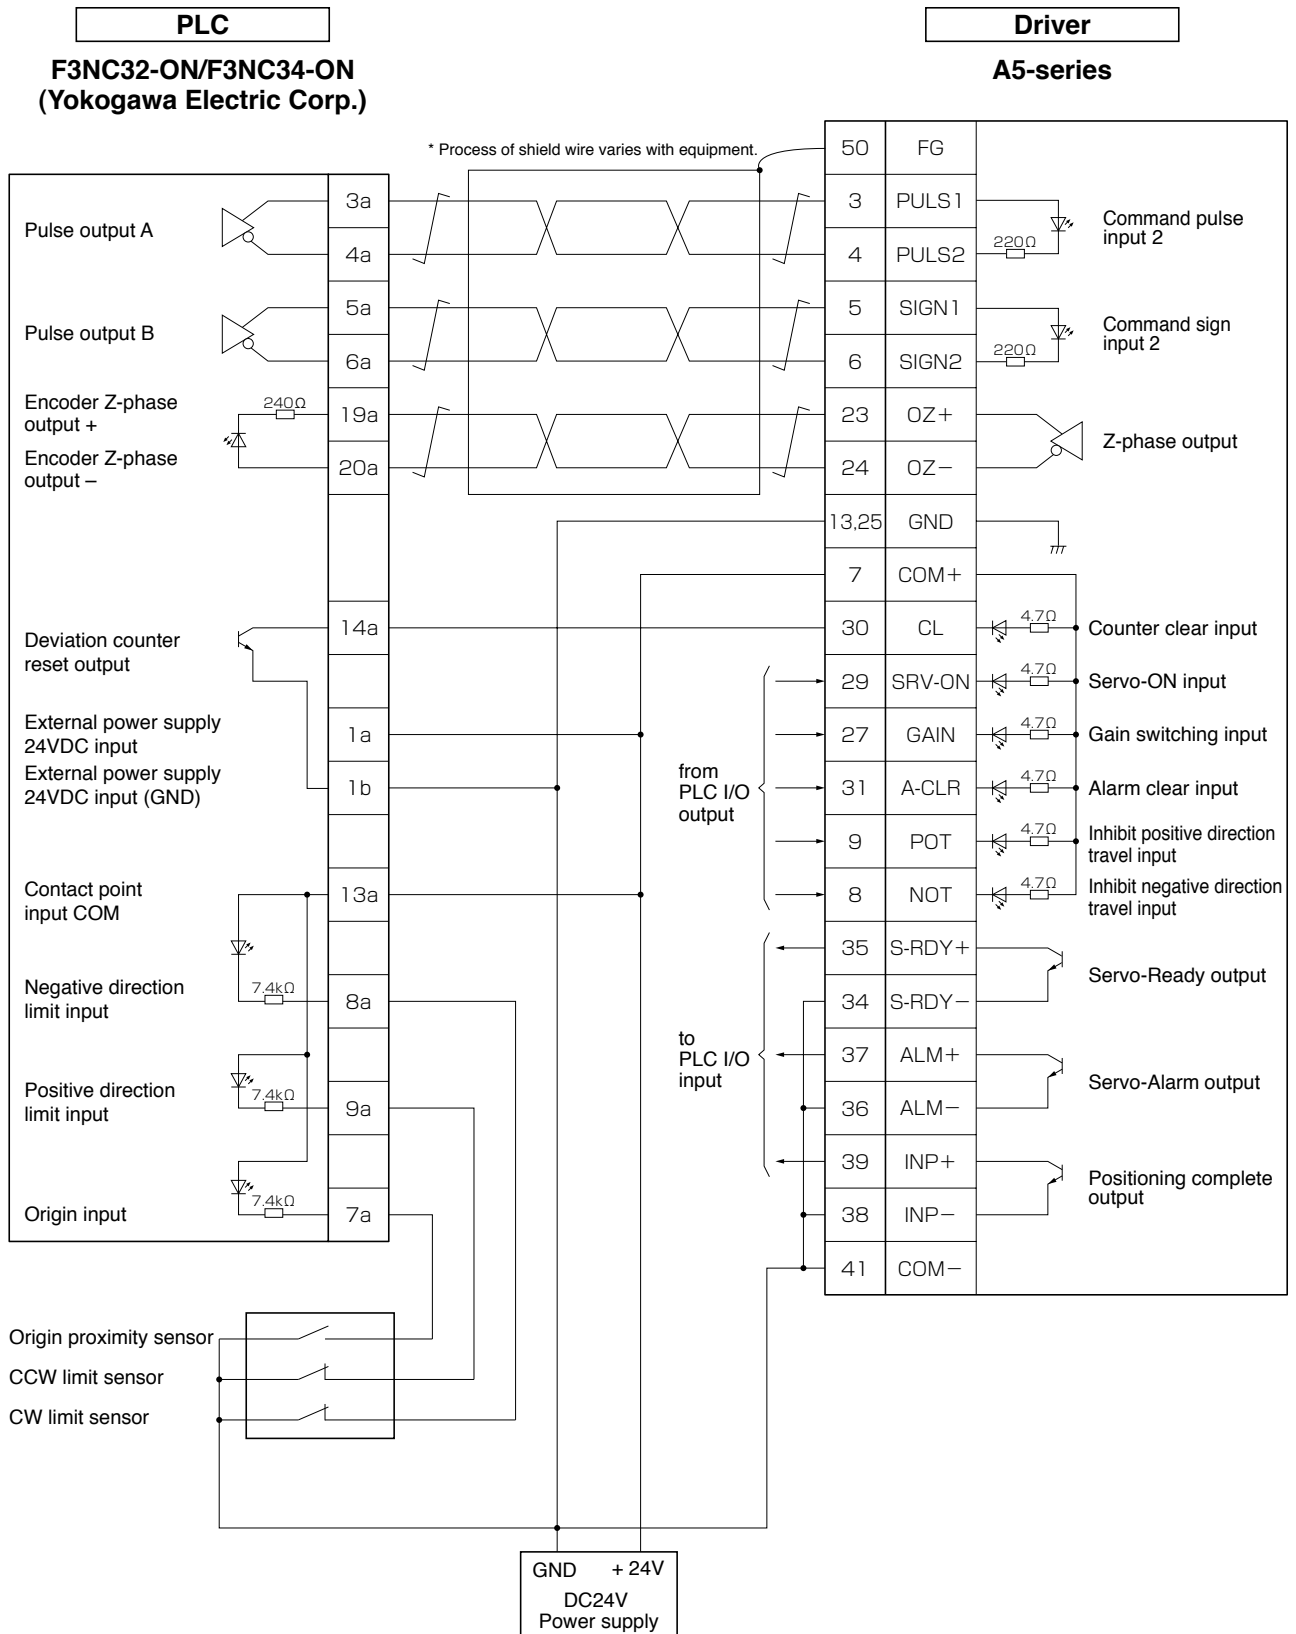 PLC
Driver
F3NC32-ON/F3NC34-ON
(Yokogawa Electric Corp.)
A5-series
* Process of shield wire varies with equipment.
50 FG
Pulse output A
3a
4a
3 PULS1
4 PULS2
220Ω
Command pulse
input 2
Pulse output B
5a
6a
5 SIGN1
6 SIGN2
220Ω
Command sign
input 2
Encoder Z-phase
output +
240Ω
19a
Encoder Z-phase
output –
20a
23 OZ+
24 OZ−
Z-phase output
13,25 GND
7 COM+
Deviation counter
reset output
14a
30 CL 4.7Ω Counter clear input
29 SRV-ON 4.7Ω Servo-ON input
External power supply
24VDC input
1a
27 GAIN 4.7Ω Gain switching input
External power supply
24VDC input (GND)
1b
from
PLC I/O
output
31 A-CLR 4.7Ω Alarm clear input
9 POT 4.7Ω Inhibit positive direction
travel input
Contact point
input COM
13a
8 NOT 4.7Ω Inhibit negative direction
travel input
35 S-RDY+
34 S-RDY−
Servo-Ready output
Negative direction
limit input
7.4kΩ
8a
to
PLC I/O
input
37 ALM+
36 ALM−
Servo-Alarm output
Positive direction
limit input
7.4kΩ
9a
39 INP+
38 INP−
Positioning complete
output
Origin input
7.4kΩ
7a
41 COM−
Origin proximity sensor
CCW limit sensor
CW limit sensor
GND + 24V
DC24V
Power supply